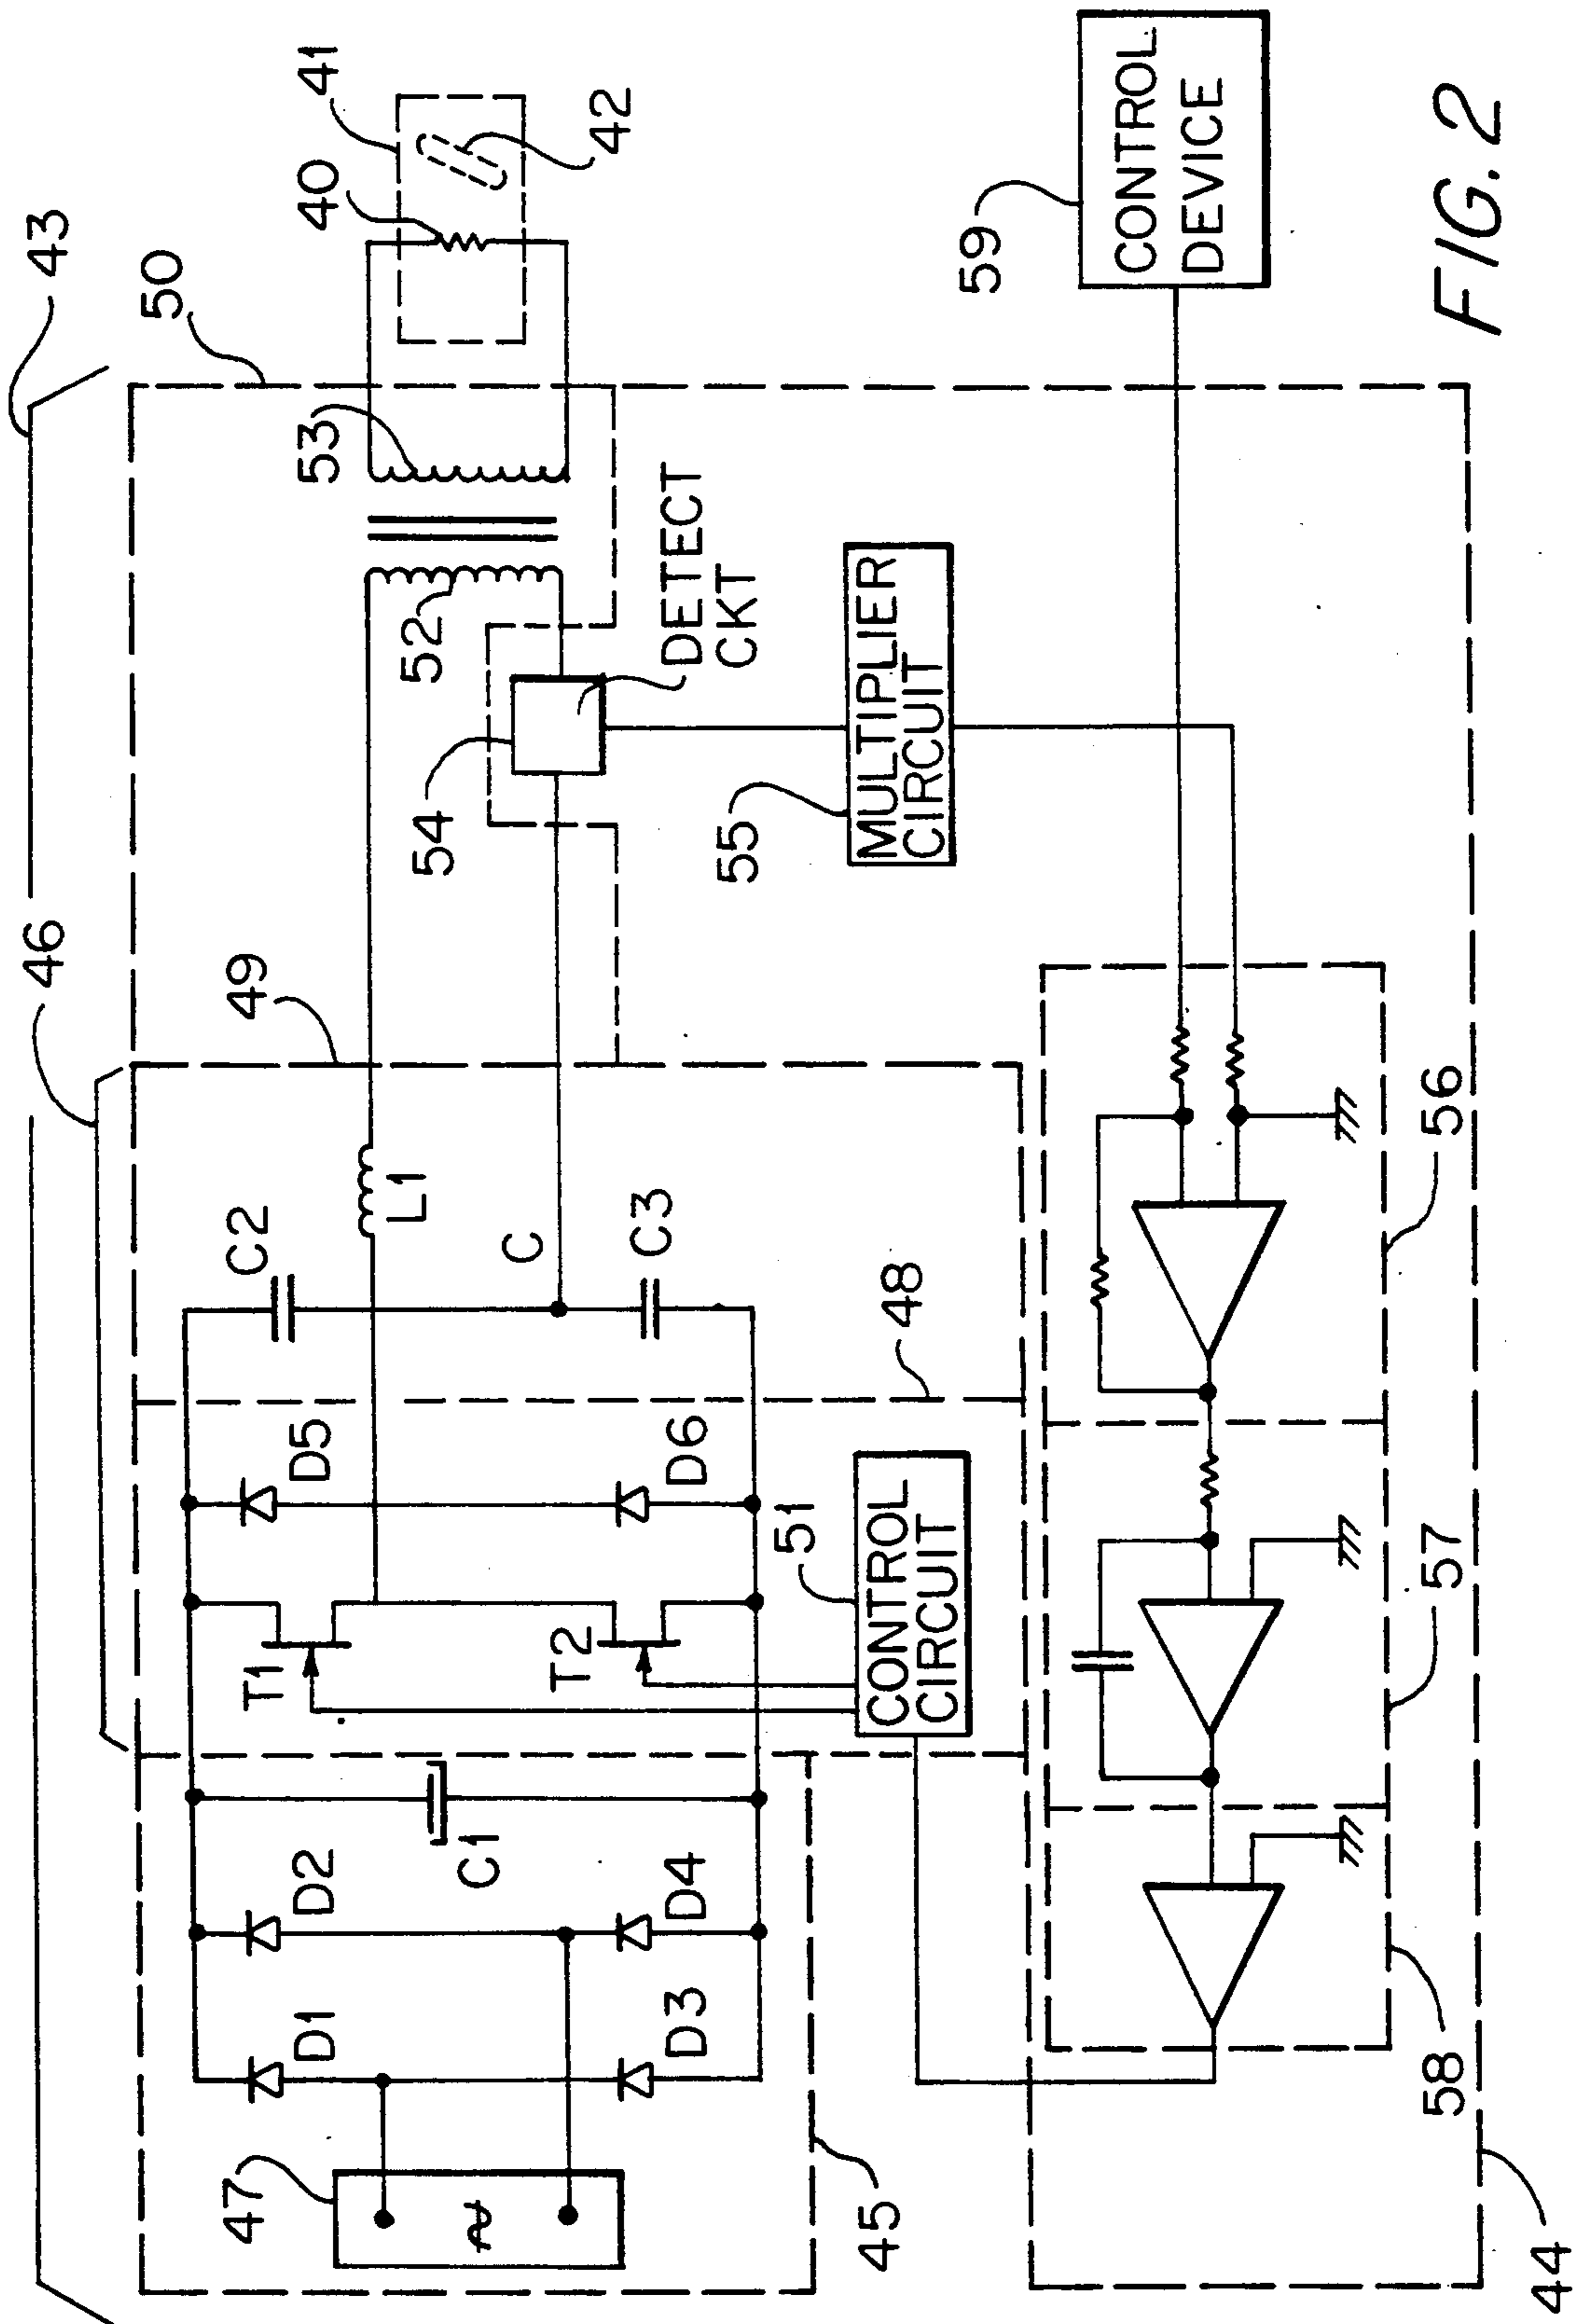 43
46
50
41
40
42
53
52
54
DETECT
CKT
49
L1
C2
C
C3
48
D5
D6
T1
T2
51
CONTROL
CIRCUIT
C1
D2
D4
D1
D3
47
45
55
MULTIPLIER
CIRCUIT
59
CONTROL
DEVICE
56
57
58
44
FIG. 2